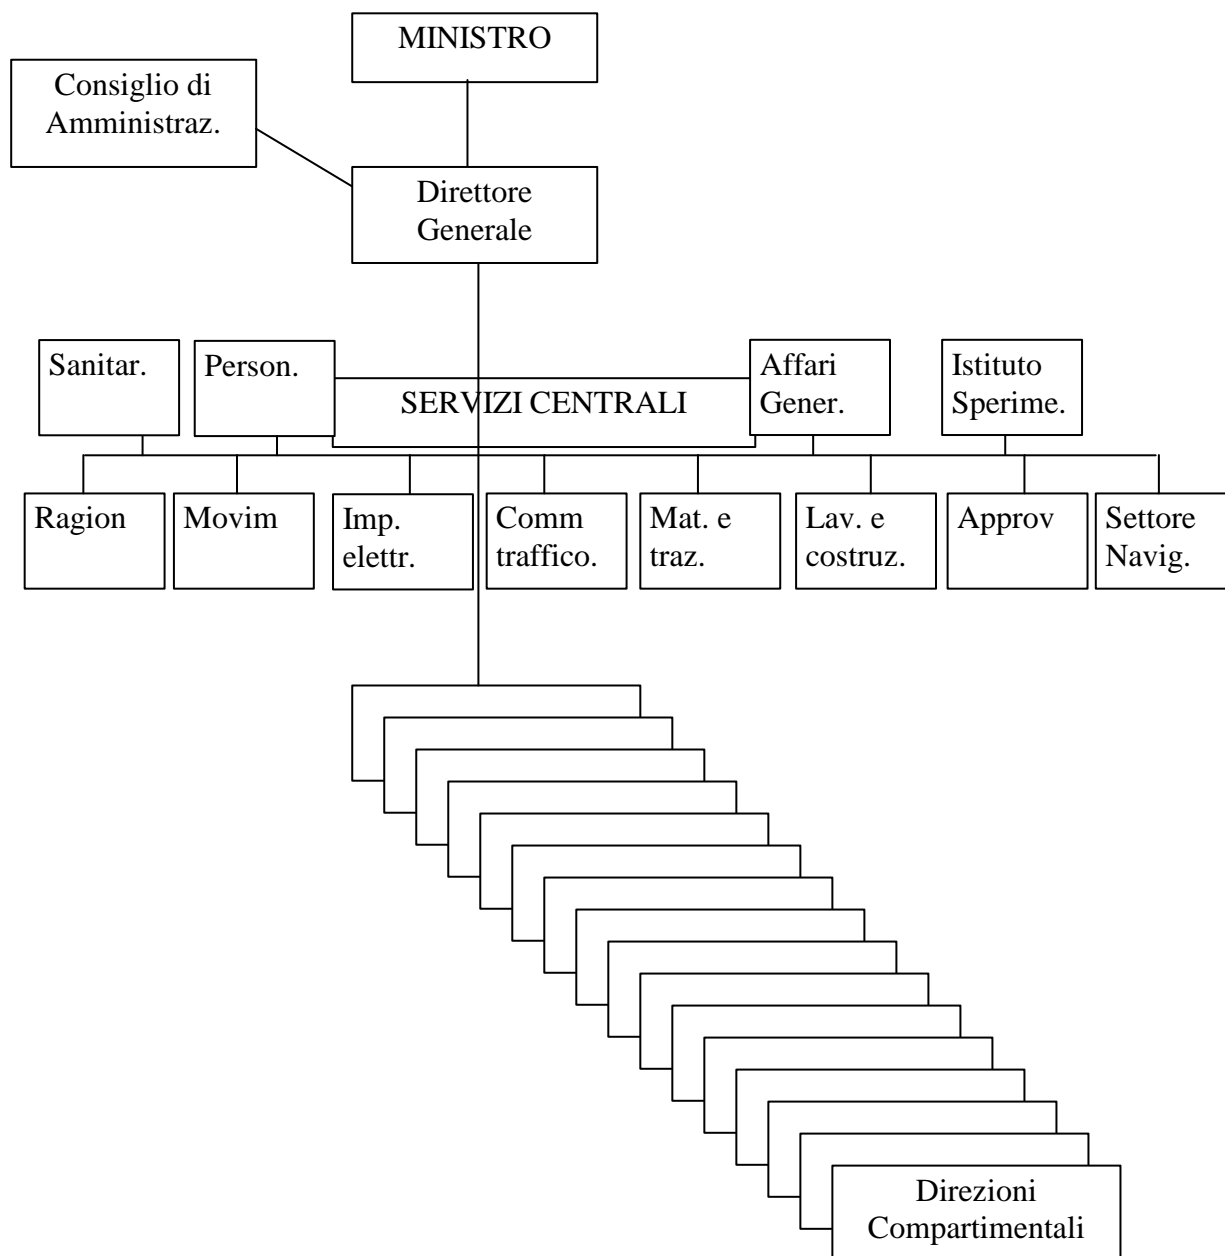 MINISTRO
Consiglio di
Amministraz.
Direttore
Generale
Sanitar.
Person.
SERVIZI CENTRALI
Affari
Gener.
Istituto
Sperime.
Ragion
Movim
Imp.
elettr.
Comm
traffico.
Mat. e
traz.
Lav. e
costruz.
Approv
Settore
Navig.
Direzioni
Compartimentali